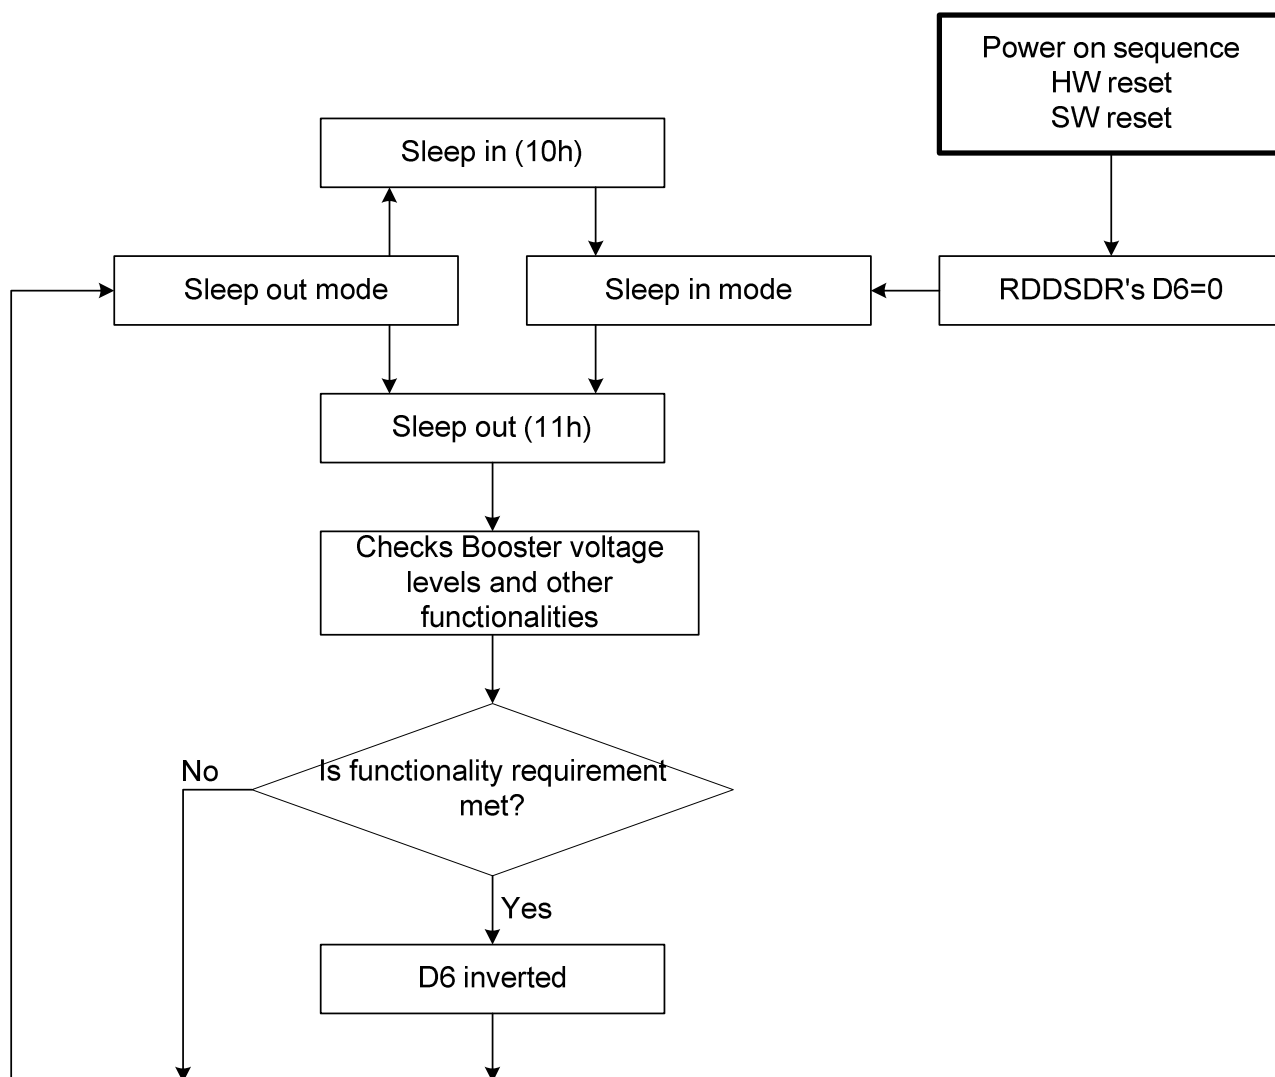 Power on sequence
HW reset
SW reset
Sleep in (10h)
Sleep out mode
Sleep in mode
RDDSDR's D6=0
Sleep out (11h)
Checks Booster voltage
levels and other
functionalities
Is functionality requirement
met?
No
Yes
D6 inverted